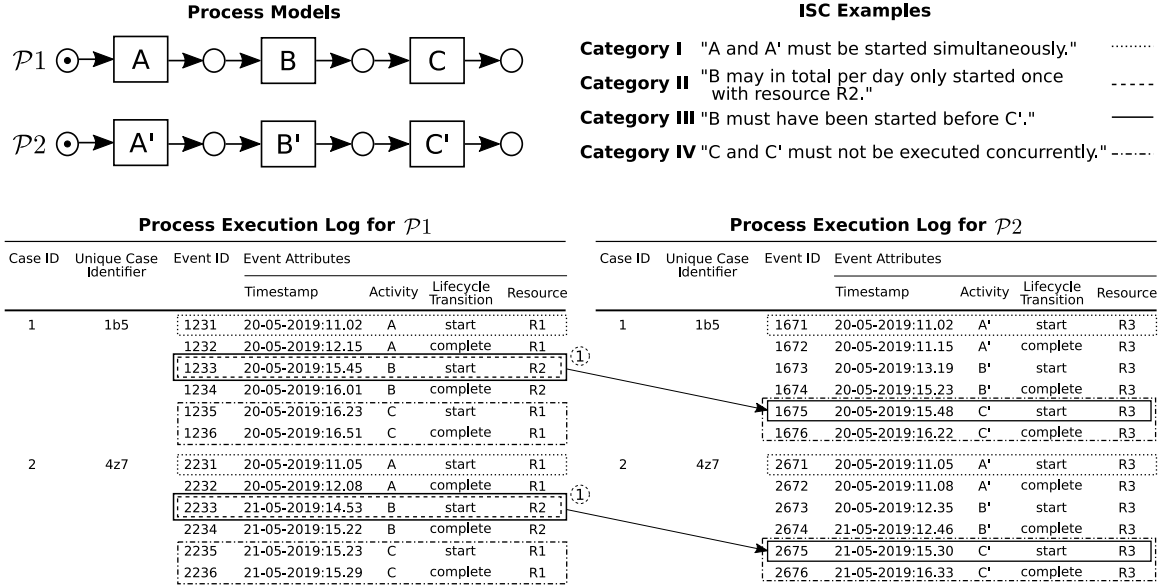 Process Models
P1 A B C
P2 A' B' C'
ISC Examples
Category I "A and A' must be started simultaneously."
Category II "B may in total per day only started once
with resource R2."
Category III "B must have been started before C'."
Category IV "C and C' must not be executed concurrently."
Process Execution Log for P1
Case ID Unique Case Identifier Event ID Event Attributes
Timestamp Activity Lifecycle Transition Resource
1 1b5 1231 20-05-2019:11.02 A start R1
1232 20-05-2019:12.15 A complete R1
1233 20-05-2019:15.45 B start R2 1
1234 20-05-2019:16.01 B complete R2
1235 20-05-2019:16.23 C start R1
1236 20-05-2019:16.51 C complete R1
2 4z7 2231 20-05-2019:11.05 A start R1
2232 20-05-2019:12.08 A complete R1
2233 21-05-2019:14.53 B start R2 1
2234 21-05-2019:15.22 B complete R2
2235 21-05-2019:15.23 C start R1
2236 21-05-2019:15.29 C complete R1
Process Execution Log for P2
Case ID Unique Case Identifier Event ID Event Attributes
Timestamp Activity Lifecycle Transition Resource
1 1b5 1671 20-05-2019:11.02 A' start R3
1672 20-05-2019:11.15 A' complete R3
1673 20-05-2019:13.19 B' start R3
1674 20-05-2019:15.23 B' complete R3
1675 20-05-2019:15.48 C' start R3
1676 20-05-2019:16.22 C' complete R3
2 4z7 2671 20-05-2019:11.05 A' start R3
2672 20-05-2019:11.08 A' complete R3
2673 20-05-2019:12.35 B' start R3
2674 21-05-2019:12.46 B' complete R3
2675 21-05-2019:15.30 C' start R3
2676 21-05-2019:16.33 C' complete R3